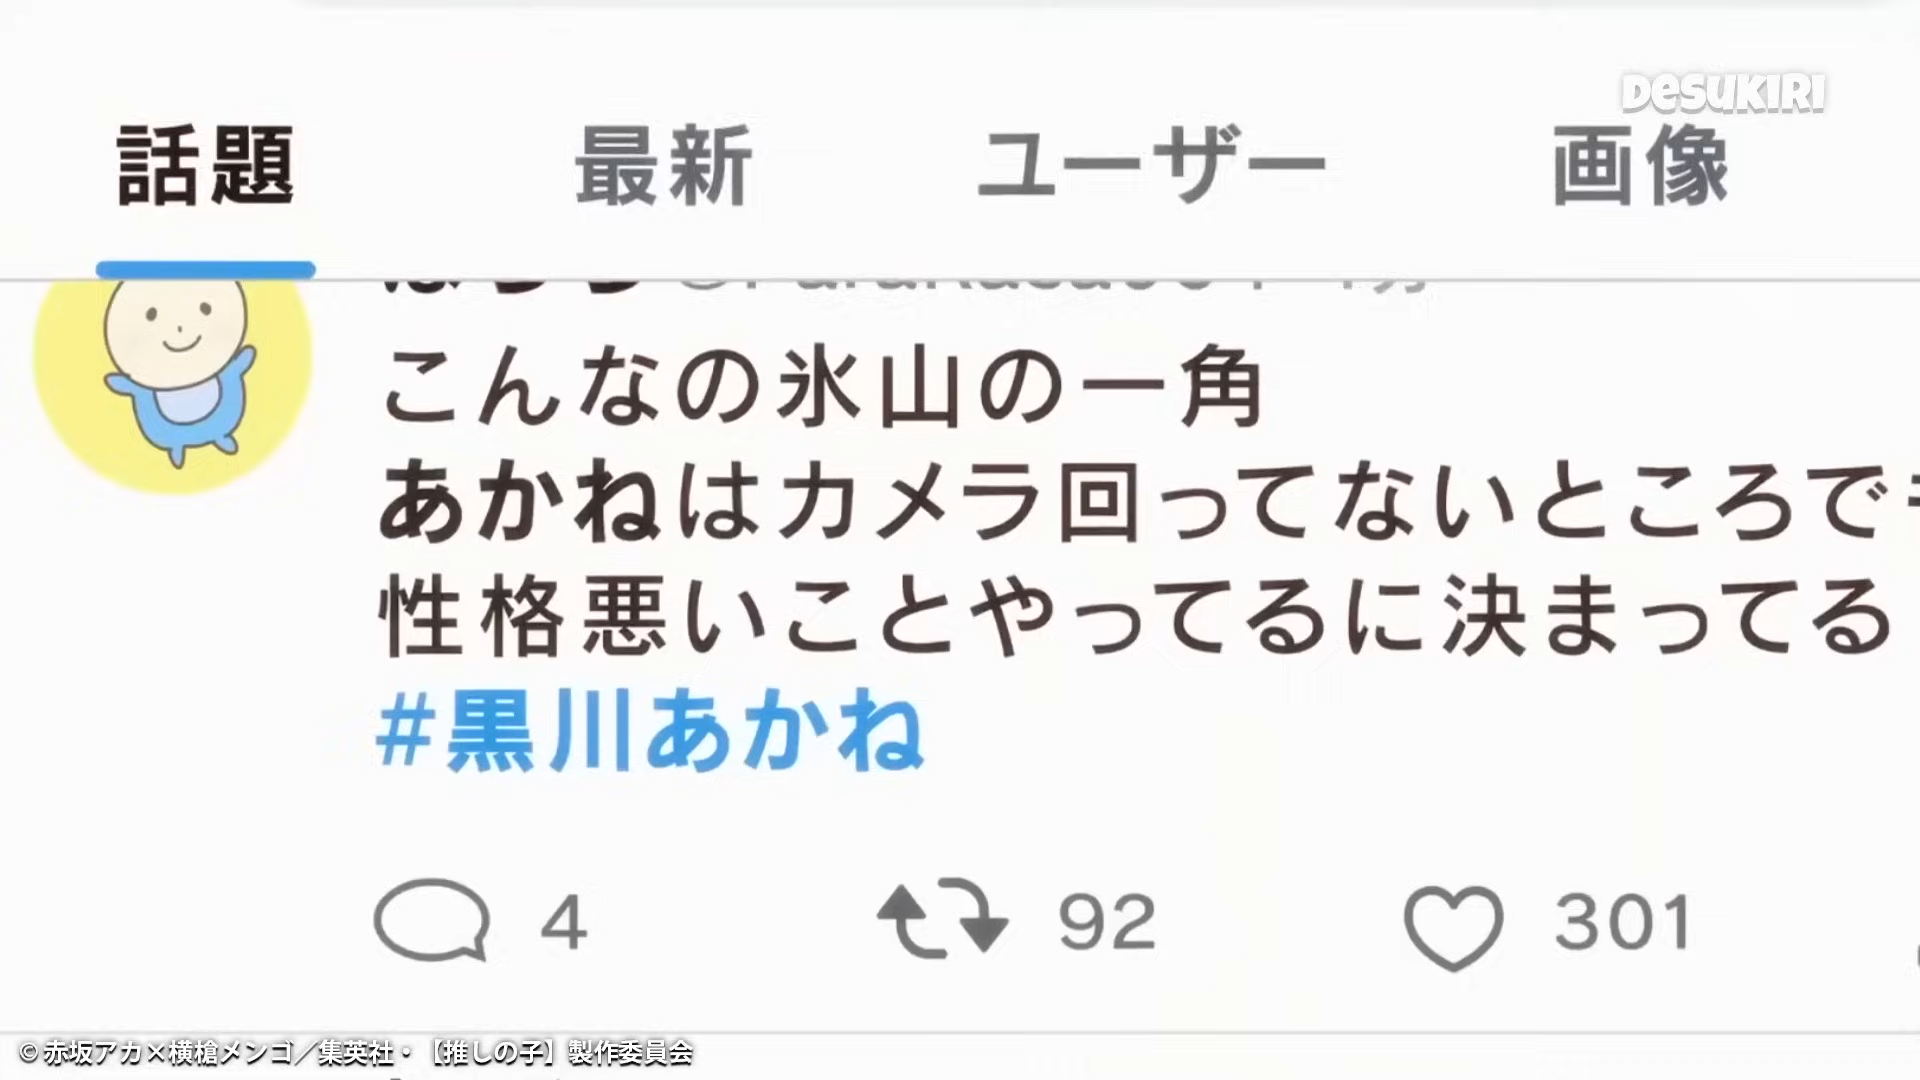 DESUKIRI
話題 最新 ユーザー 画像
こんなの氷山の一角
あかねはカメラ回ってないところで
性格悪いことやってるに決まってる
#黒川あかね
4 92 301
© 赤坂アカ×横槍メンゴ／集英社・【推しの子】製作委員会